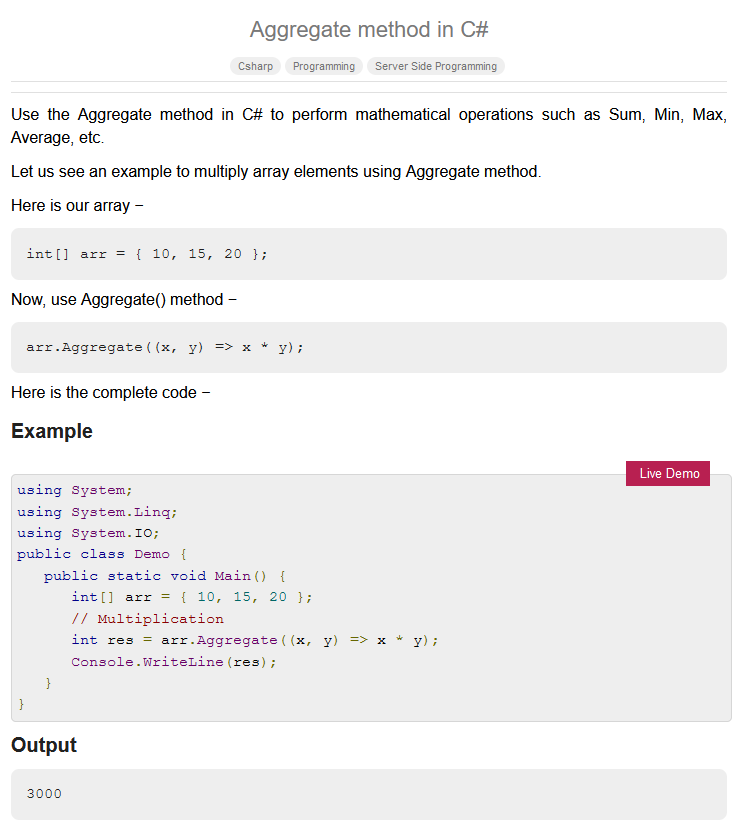 Aggregate method in C#
Csharp Programming Server Side Programming
Use the Aggregate method in C# to perform mathematical operations such as Sum, Min, Max,
Average, etc.
Let us see an example to multiply array elements using Aggregate method.
Here is our array −
int[] arr = { 10, 15, 20 };
Now, use Aggregate() method −
arr.Aggregate((x, y) => x * y);
Here is the complete code −
Example
Live Demo
using System;
using System.Linq;
using System.IO;
public class Demo {
   public static void Main() {
      int[] arr = { 10, 15, 20 };
      // Multiplication
      int res = arr.Aggregate((x, y) => x * y);
      Console.WriteLine(res);
   }
}
Output
3000